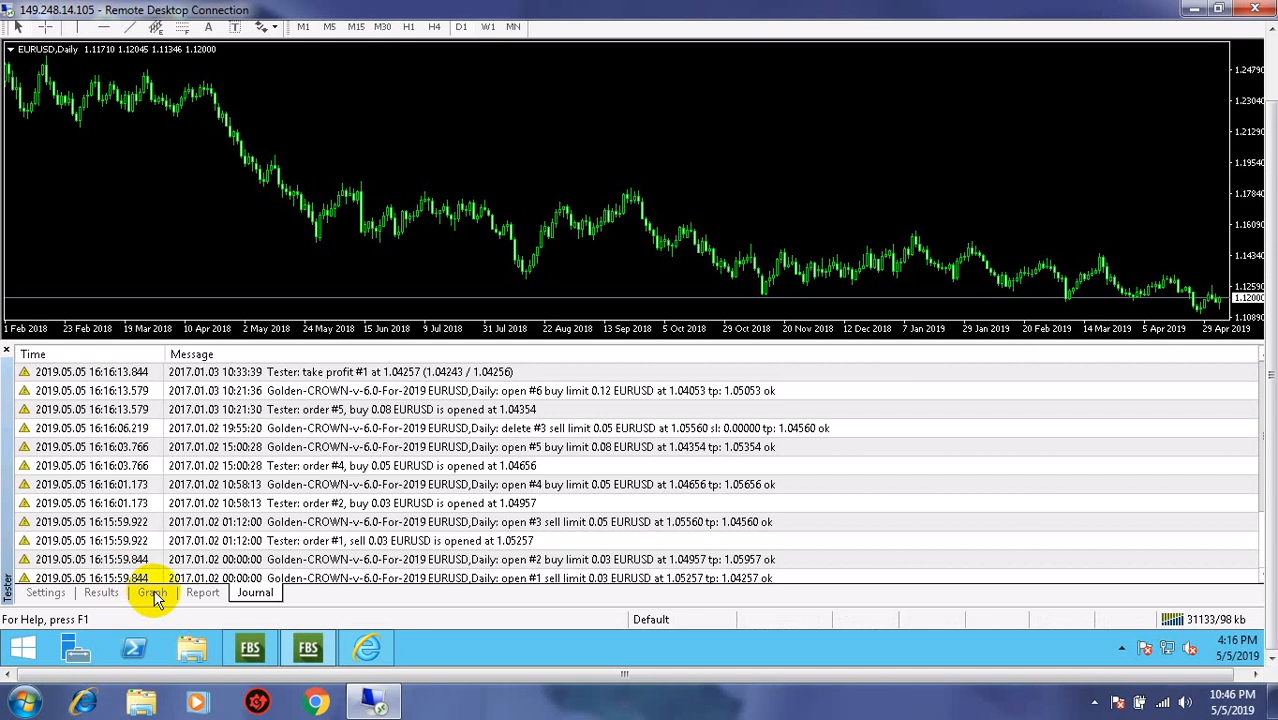 149.248.14.105 - Remote Desktop Connection
A T M1 M5 M15 M30 H1 H4 D1 W1 MN
EURUSD,Daily 1.11710 1.12045 1.11346 1.12000
1.24790
1.23040
1.21290
1.19540
1.17840
1.16090
1.14340
1.12590
1.12000
1.10890
1 Feb 2018 23 Feb 2018 19 Mar 2018 10 Apr 2018 2 May 2018 24 May 2018 15 Jun 2018 9 Jul 2018 31 Jul 2018 22 Aug 2018 13 Sep 2018 5 Oct 2018 29 Oct 2018 20 Nov 2018 12 Dec 2018 7 Jan 2019 29 Jan 2019 20 Feb 2019 14 Mar 2019 5 Apr 2019 29 Apr 2019
Time Message
2019.05.05 16:16:13.844 2017.01.03 10:33:39 Tester: take profit #1 at 1.04257 (1.04243 / 1.04256)
2019.05.05 16:16:13.579 2017.01.03 10:21:36 Golden-CROWN-v-6.0-For-2019 EURUSD,Daily: open #6 buy limit 0.12 EURUSD at 1.04053 tp: 1.05053 ok
2019.05.05 16:16:13.579 2017.01.03 10:21:30 Tester: order #5, buy 0.08 EURUSD is opened at 1.04354
2019.05.05 16:16:06.219 2017.01.02 19:55:20 Golden-CROWN-v-6.0-For-2019 EURUSD,Daily: delete #3 sell limit 0.05 EURUSD at 1.05560 sl: 0.00000 tp: 1.04560 ok
2019.05.05 16:16:03.766 2017.01.02 15:00:28 Golden-CROWN-v-6.0-For-2019 EURUSD,Daily: open #5 buy limit 0.08 EURUSD at 1.04354 tp: 1.05354 ok
2019.05.05 16:16:03.766 2017.01.02 15:00:28 Tester: order #4, buy 0.05 EURUSD is opened at 1.04656
2019.05.05 16:16:01.173 2017.01.02 10:58:13 Golden-CROWN-v-6.0-For-2019 EURUSD,Daily: open #4 buy limit 0.05 EURUSD at 1.04656 tp: 1.05656 ok
2019.05.05 16:16:01.173 2017.01.02 10:58:13 Tester: order #2, buy 0.03 EURUSD is opened at 1.04957
2019.05.05 16:15:59.922 2017.01.02 01:12:00 Golden-CROWN-v-6.0-For-2019 EURUSD,Daily: open #3 sell limit 0.05 EURUSD at 1.05560 tp: 1.04560 ok
2019.05.05 16:15:59.922 2017.01.02 01:12:00 Tester: order #1, sell 0.03 EURUSD is opened at 1.05257
2019.05.05 16:15:59.844 2017.01.02 00:00:00 Golden-CROWN-v-6.0-For-2019 EURUSD,Daily: open #2 buy limit 0.03 EURUSD at 1.04957 tp: 1.05957 ok
2019.05.05 16:15:59.844 2017.01.02 00:00:00 Golden-CROWN-v-6.0-For-2019 EURUSD,Daily: open #1 sell limit 0.03 EURUSD at 1.05257 tp: 1.04257 ok
Tester
Settings Results Graph Report Journal
For Help, press F1 Default 31133/98 kb
FBS FBS
4:16 PM
5/5/2019
10:46 PM
5/5/2019